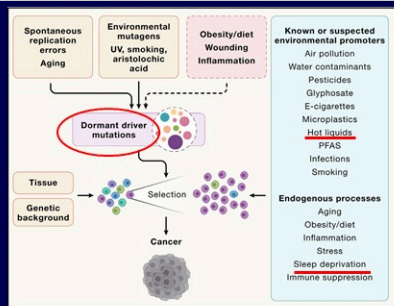 Spontaneous
replication
errors
Aging
Environmental
mutagens
UV, smoking,
aristolochic
acid
Obesity/diet
Wounding
Inflammation
Dormant driver
mutations
Tissue
Genetic
background
Selection
Cancer
Known or suspected
environmental promoters
Air pollution
Water contaminants
Pesticides
Glyphosate
E-cigarettes
Microplastics
Hot liquids
PFAS
Infections
Smoking
Endogenous processes
Aging
Obesity/diet
Inflammation
Stress
Sleep deprivation
Immune suppression